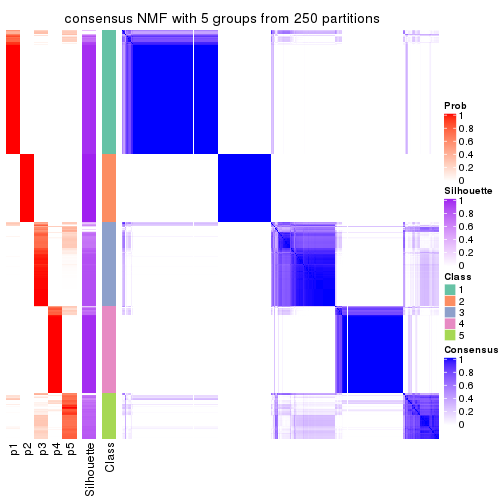 consensus NMF with 5 groups from 250 partitions
Prob
1
0.8
0.6
0.4
0.2
0
Silhouette
1
0.8
0.6
0.4
0.2
0
Class
1
2
3
4
5
Consensus
1
0.8
0.6
0.4
0.2
0
p1
p2
p3
p4
p5
Silhouette
Class